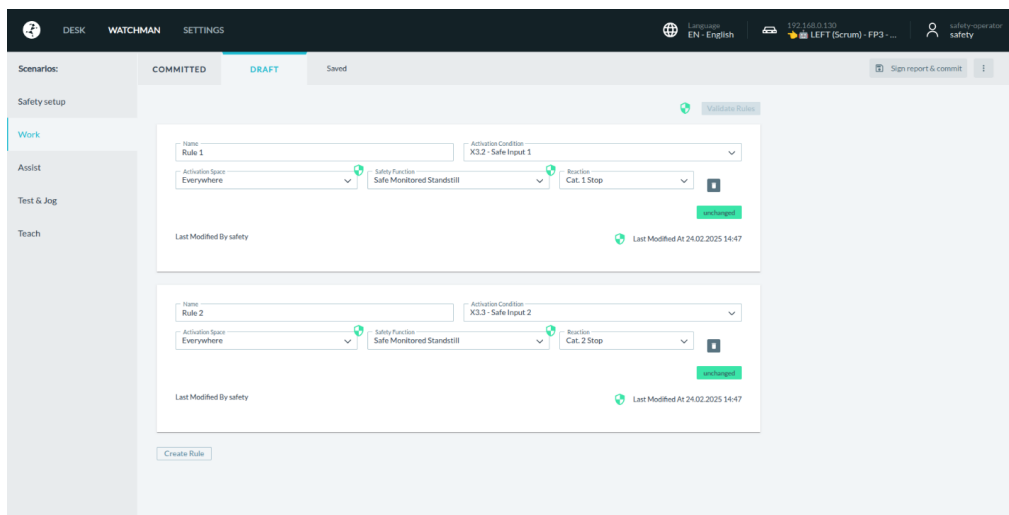 DESK WATCHMAN SETTINGS
Language
EN - English
192.168.0.130
LEFT (Scrum) - FP3 - ...
safety-operator
safety
Scenarios:
COMMITTED DRAFT Saved
Sign report & commit
Safety setup
Work
Assist
Test & Jog
Teach
Validate Rules
Name
Rule 1
Activation Condition
X3.2 - Safe Input 1
Activation Space
Everywhere
Safety Function
Safe Monitored Standstill
Reaction
Cat. 1 Stop
unchanged
Last Modified By safety
Last Modified At 24.02.2025 14:47
Name
Rule 2
Activation Condition
X3.3 - Safe Input 2
Activation Space
Everywhere
Safety Function
Safe Monitored Standstill
Reaction
Cat. 2 Stop
unchanged
Last Modified By safety
Last Modified At 24.02.2025 14:47
Create Rule